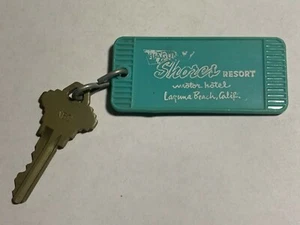 Shores RESORT
motor hotel
Laguna Beach, Calif.